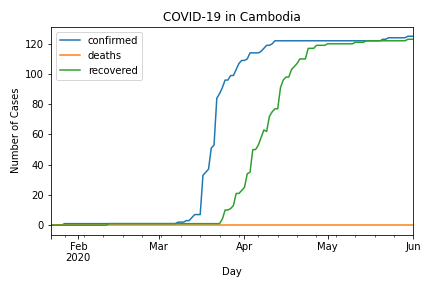 COVID-19 in Cambodia
confirmed
deaths
recovered
Number of Cases
120
100
80
60
40
20
0
Feb
2020
Mar
Apr
May
Jun
Day